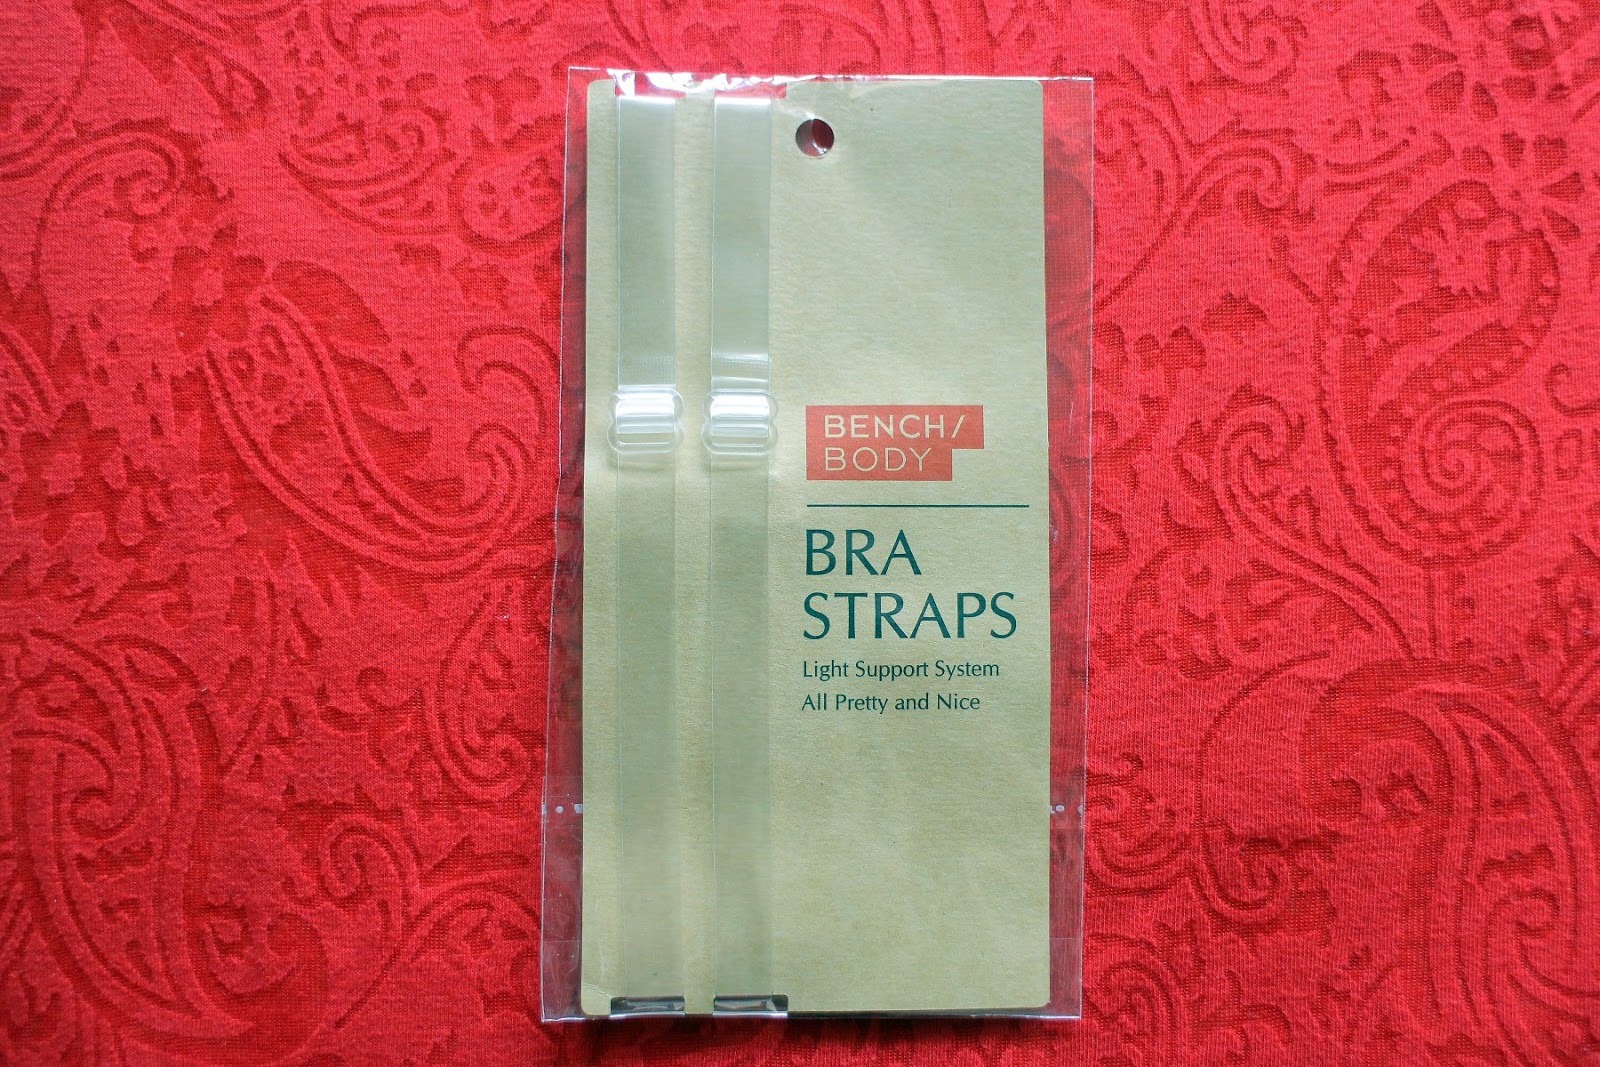 BENCH/
BODY
BRA
STRAPS
Light Support System
All Pretty and Nice